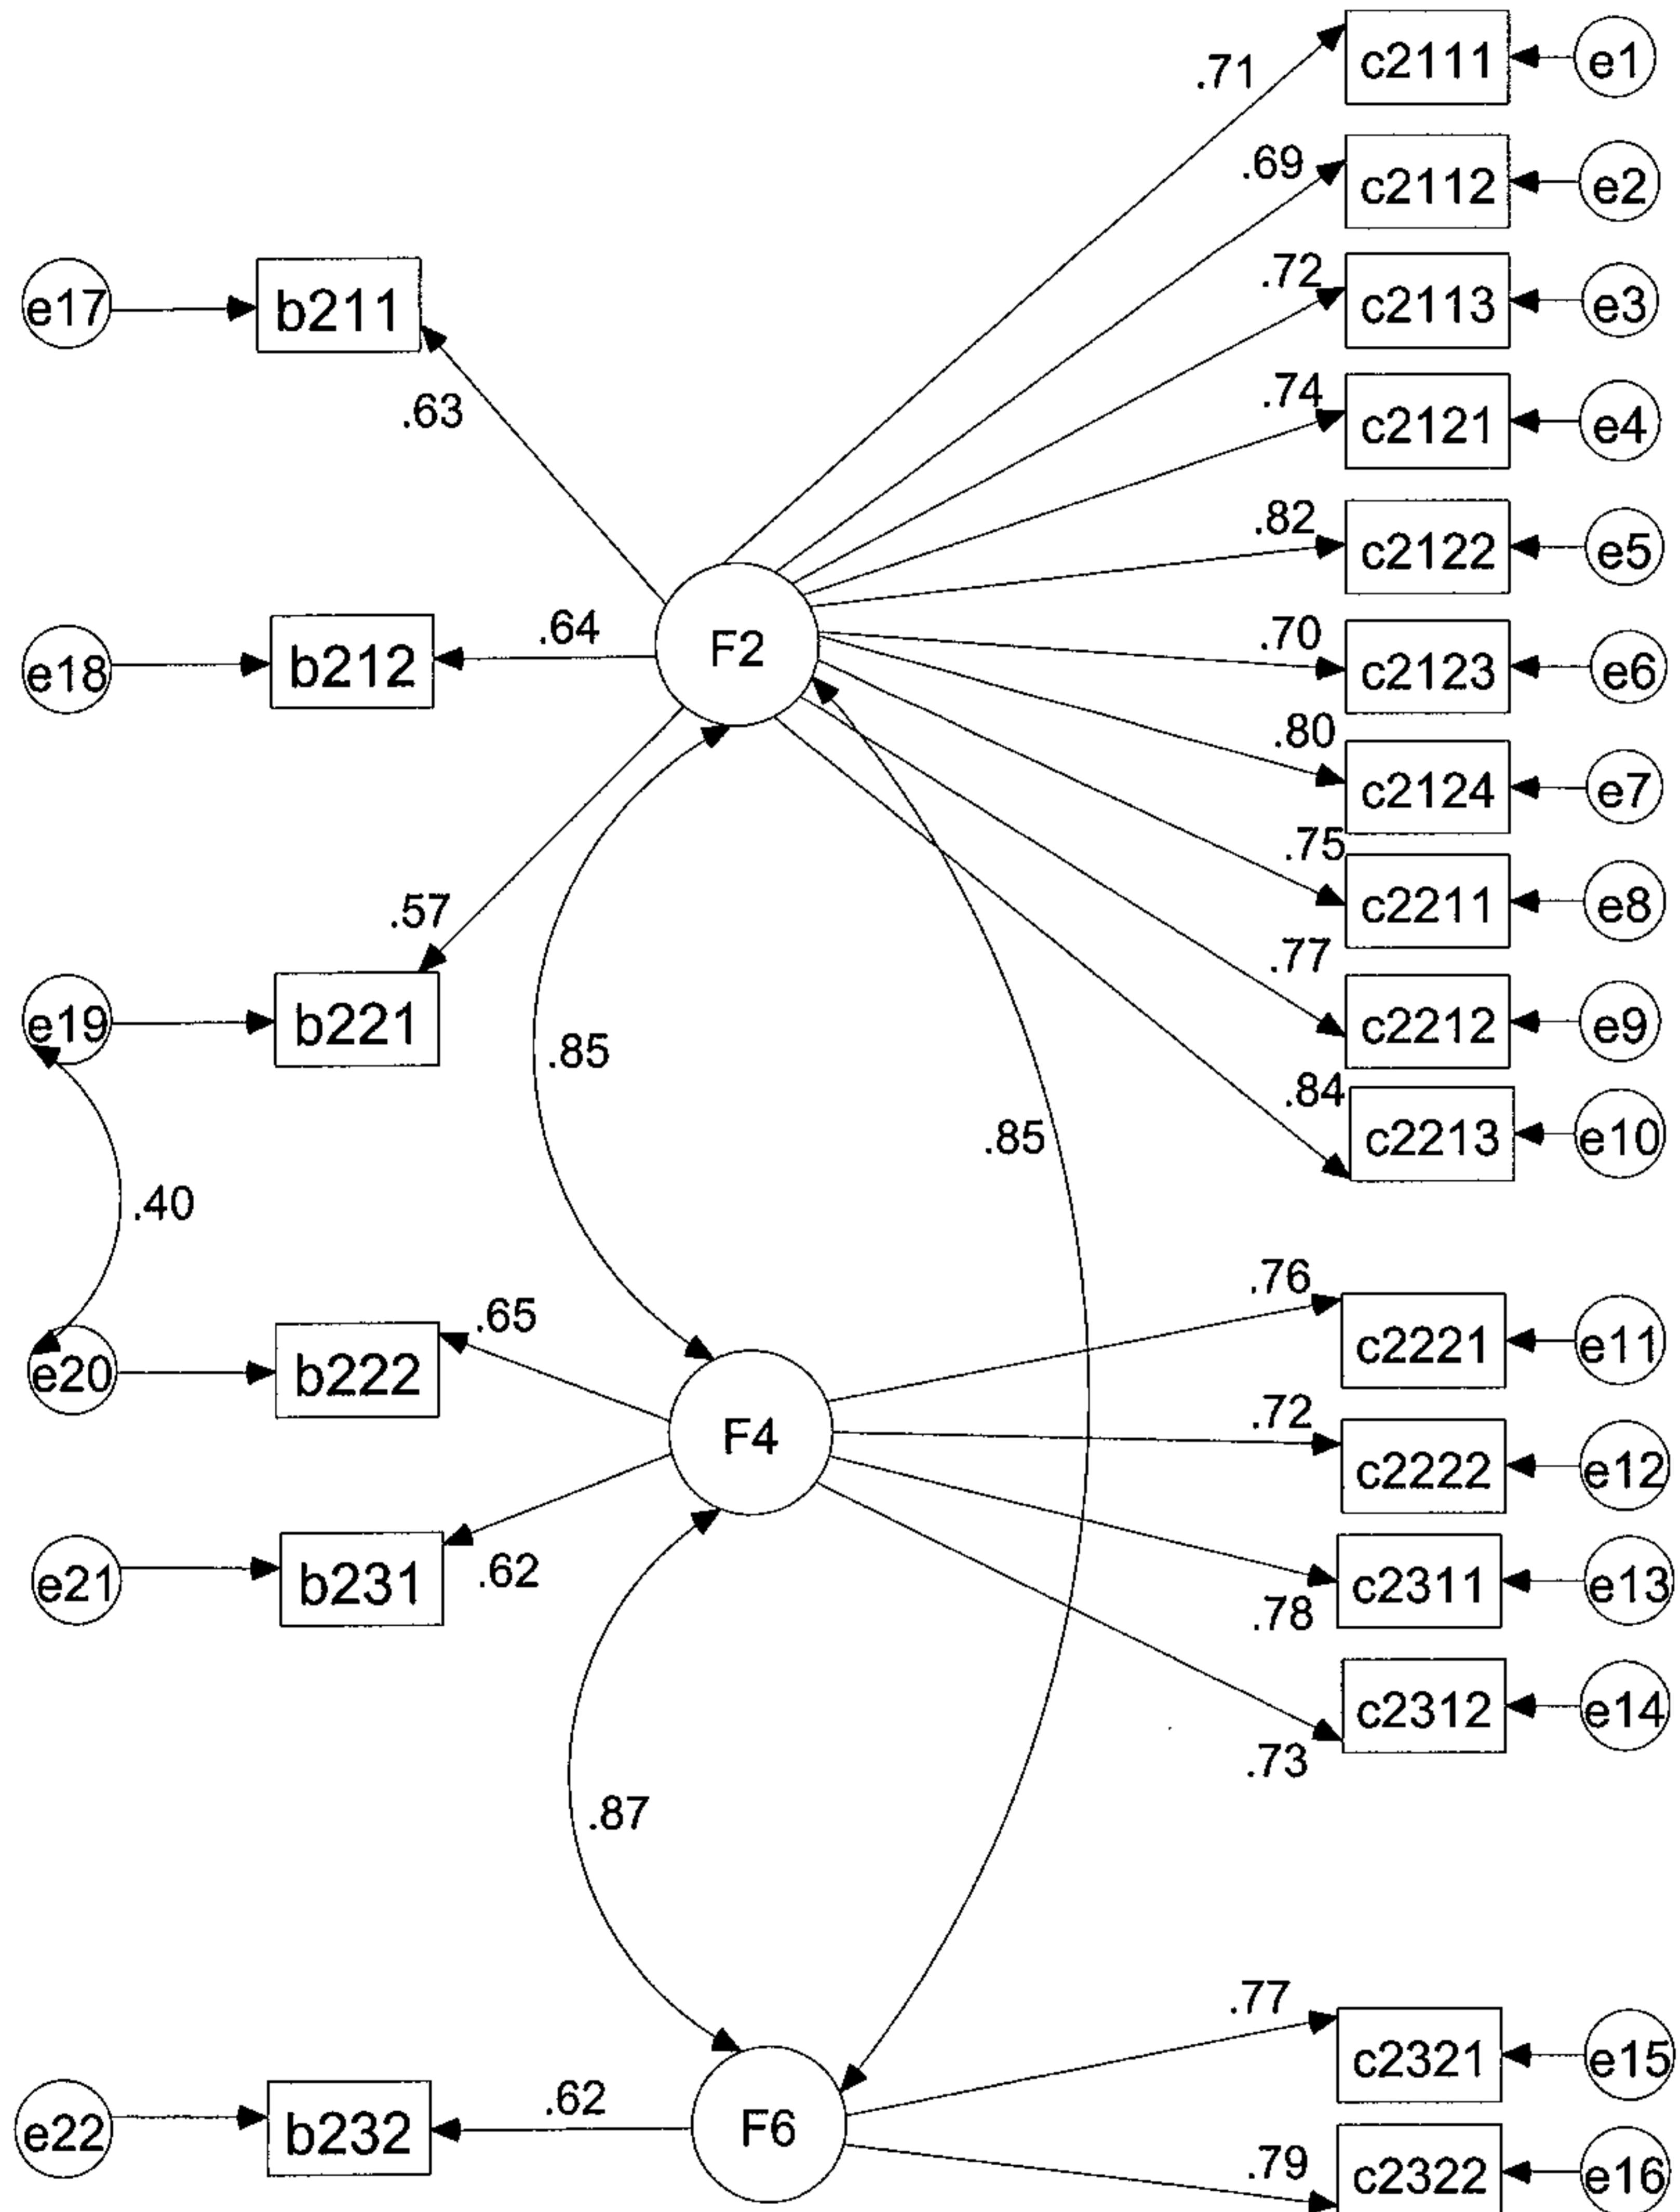 .71
c2111
e1
.69
c2112
e2
.72
c2113
e3
e17
b211
.63
.74
c2121
e4
.82
c2122
e5
e18
b212
.64
F2
.70
c2123
e6
.80
c2124
e7
.75
c2211
e8
.57
.77
c2212
e9
e19
b221
.85
.84
c2213
e10
.85
.40
.76
c2221
e11
e20
b222
.65
F4
.72
c2222
e12
e21
b231
.62
c2311
e13
.78
c2312
e14
.73
.87
.77
c2321
e15
e22
b232
.62
F6
.79
c2322
e16